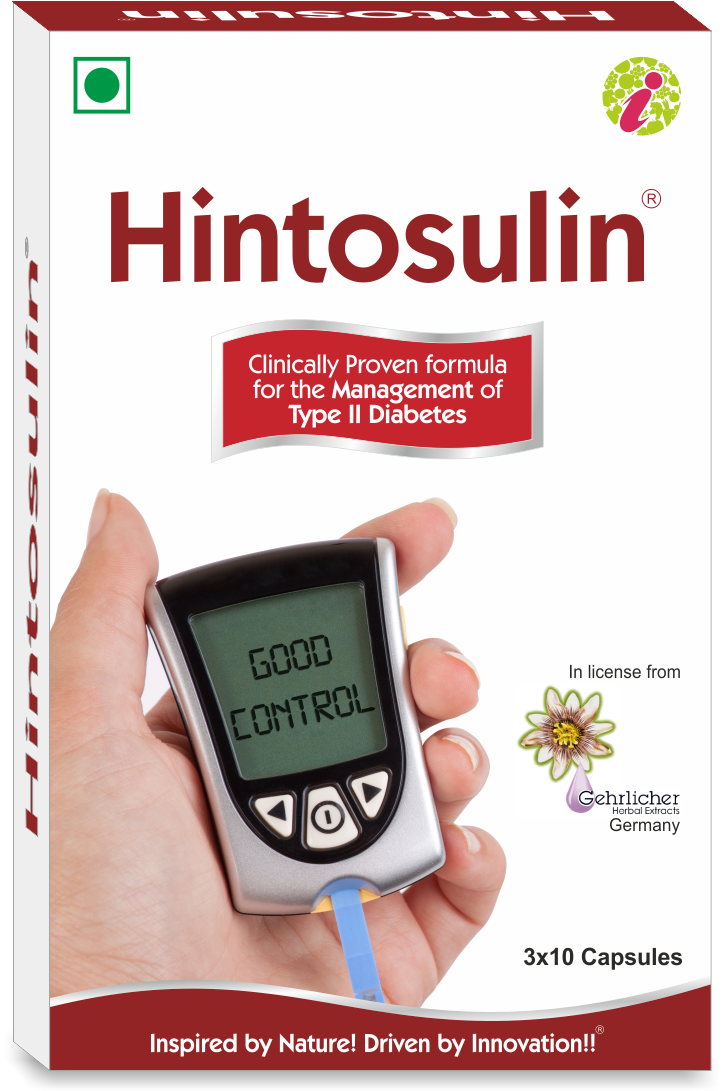 Hintosulin®
Hintosulin®
Hintosulin®
Clinically Proven formula
for the Management of
Type II Diabetes
GOOD
CONTROL
In license from
Gehrlicher
Herbal Extracts
Germany
3x10 Capsules
Inspired by Nature! Driven by Innovation!!®